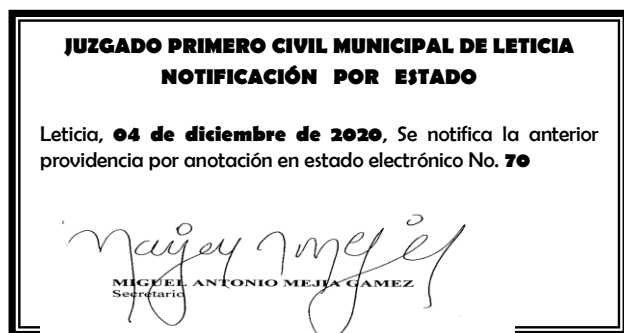 JUZGADO PRIMERO CIVIL MUNICIPAL DE LETICIA
NOTIFICACIÓN POR ESTADO
Leticia, 04 de diciembre de 2020, Se notifica la anterior
providencia por anotación en estado electrónico No. 70
MIGUEL ANTONIO MEJIA GAMEZ
Secretario